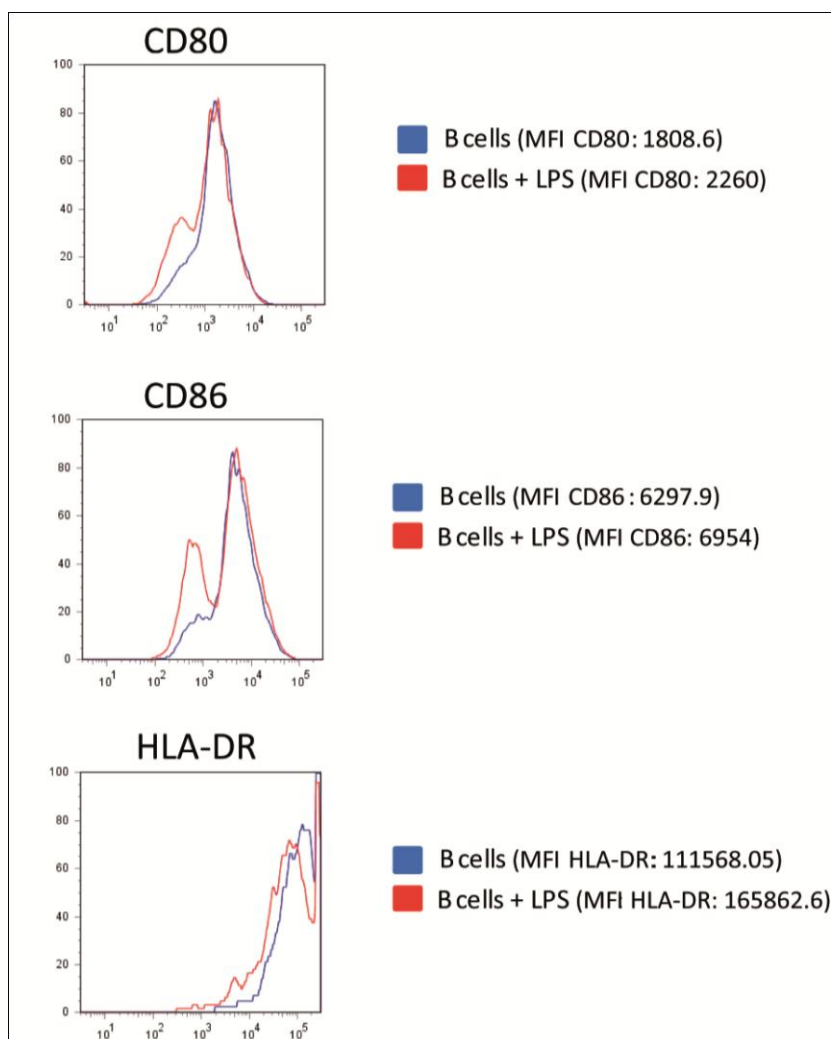 CD80
100
80
60
40
20
0
10¹ 10² 10³ 10⁴ 10⁵
B cells (MFI CD80: 1808.6)
B cells + LPS (MFI CD80: 2260)
CD86
100
80
60
40
20
0
10¹ 10² 10³ 10⁴ 10⁵
B cells (MFI CD86: 6297.9)
B cells + LPS (MFI CD86: 6954)
HLA-DR
100
80
60
40
20
0
10¹ 10² 10³ 10⁴ 10⁵
B cells (MFI HLA-DR: 111568.05)
B cells + LPS (MFI HLA-DR: 165862.6)